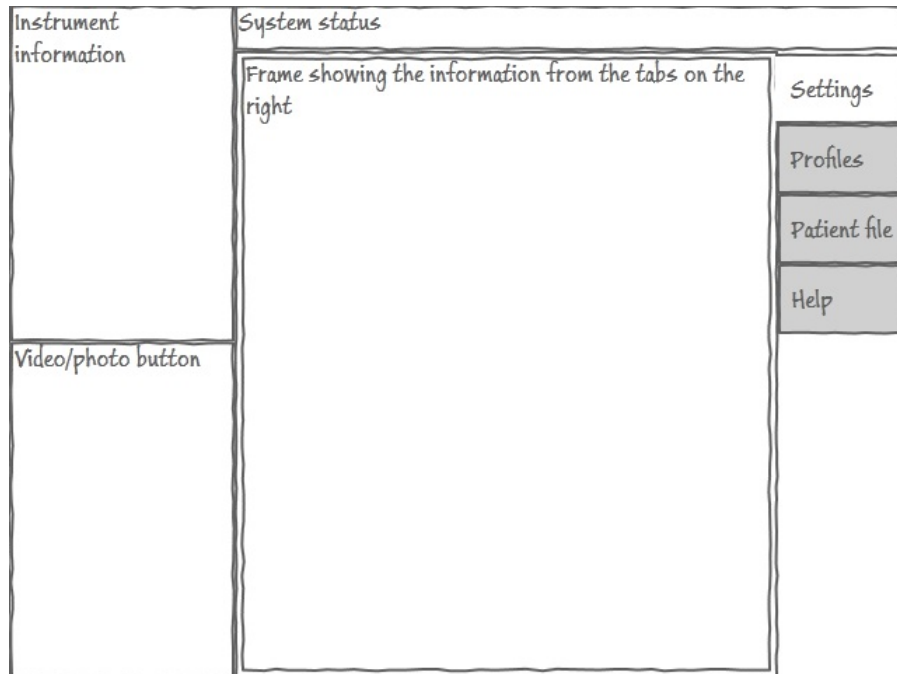 Instrument
information
System status
Frame showing the information from the tabs on the
right
Settings
Profiles
Patient file
Help
Video/photo button